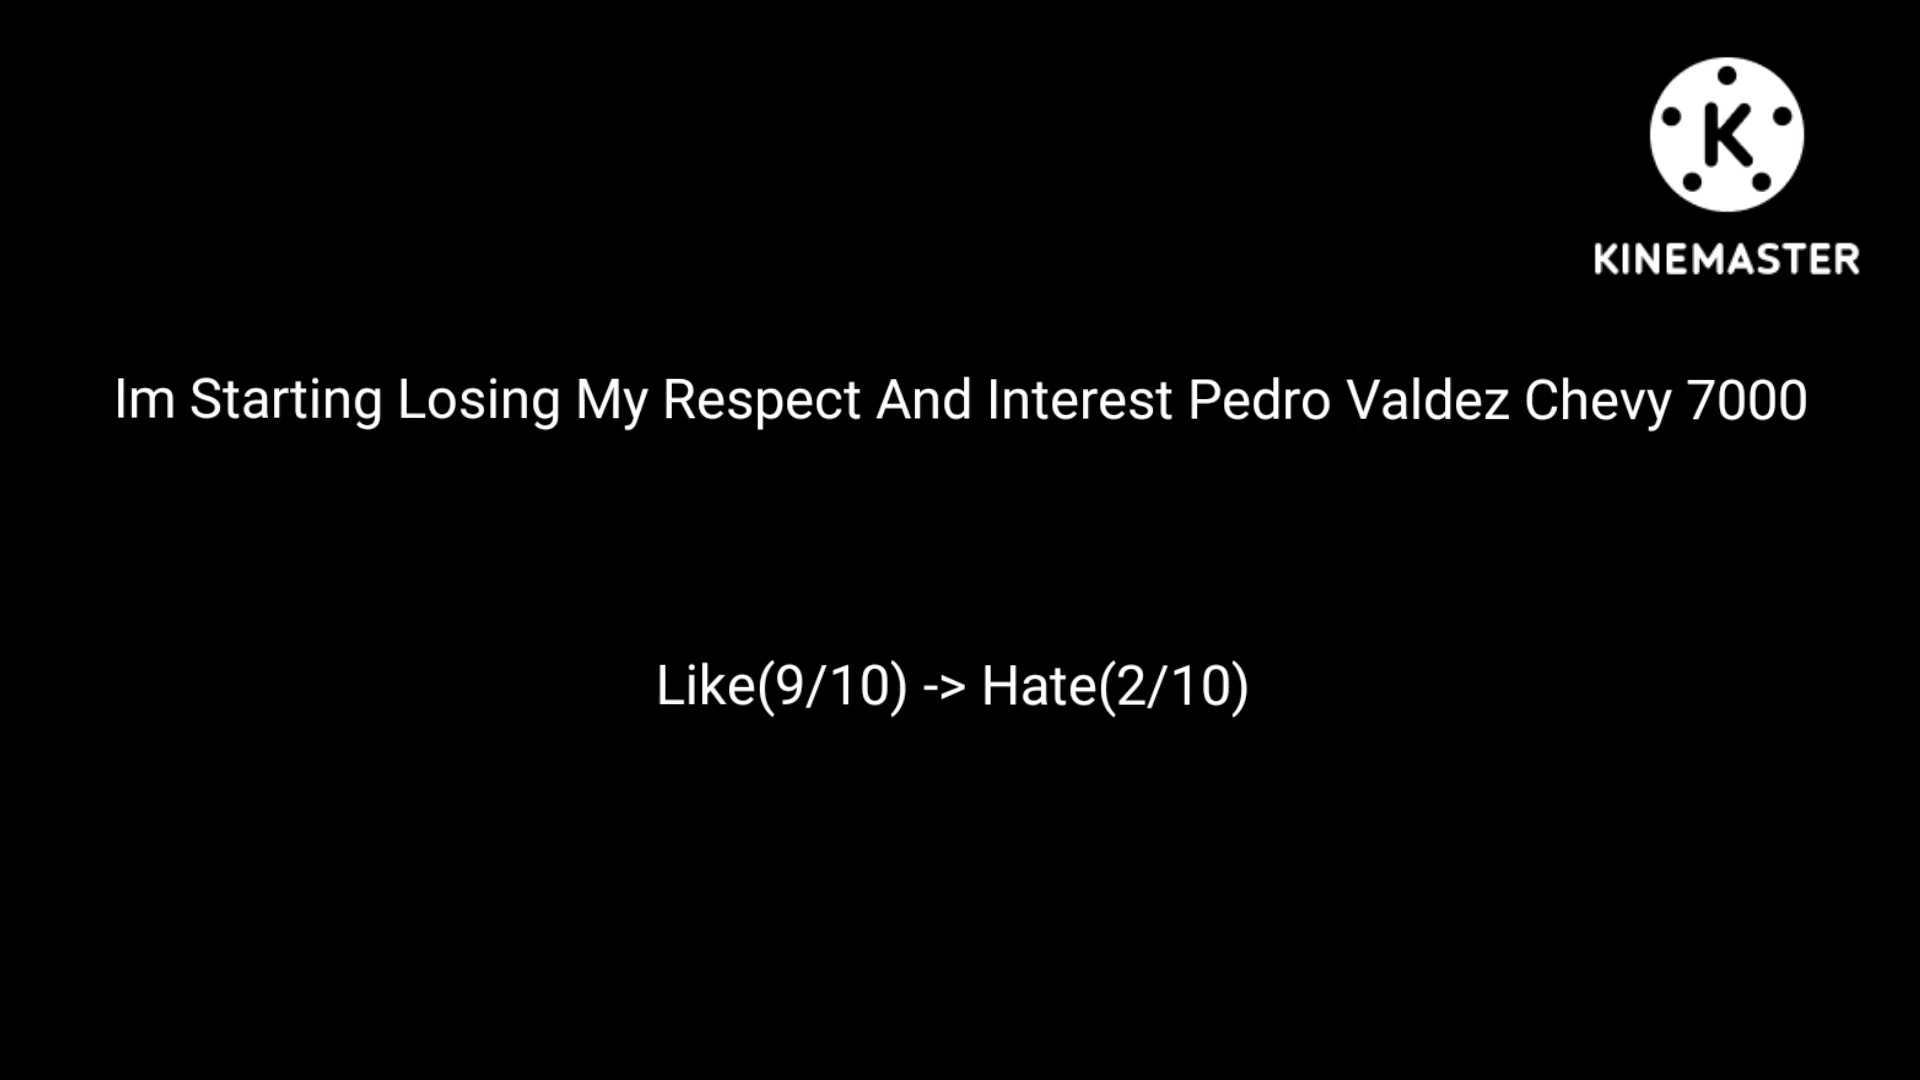 K
KINEMASTER
Im Starting Losing My Respect And Interest Pedro Valdez Chevy 7000
Like(9/10) -> Hate(2/10)